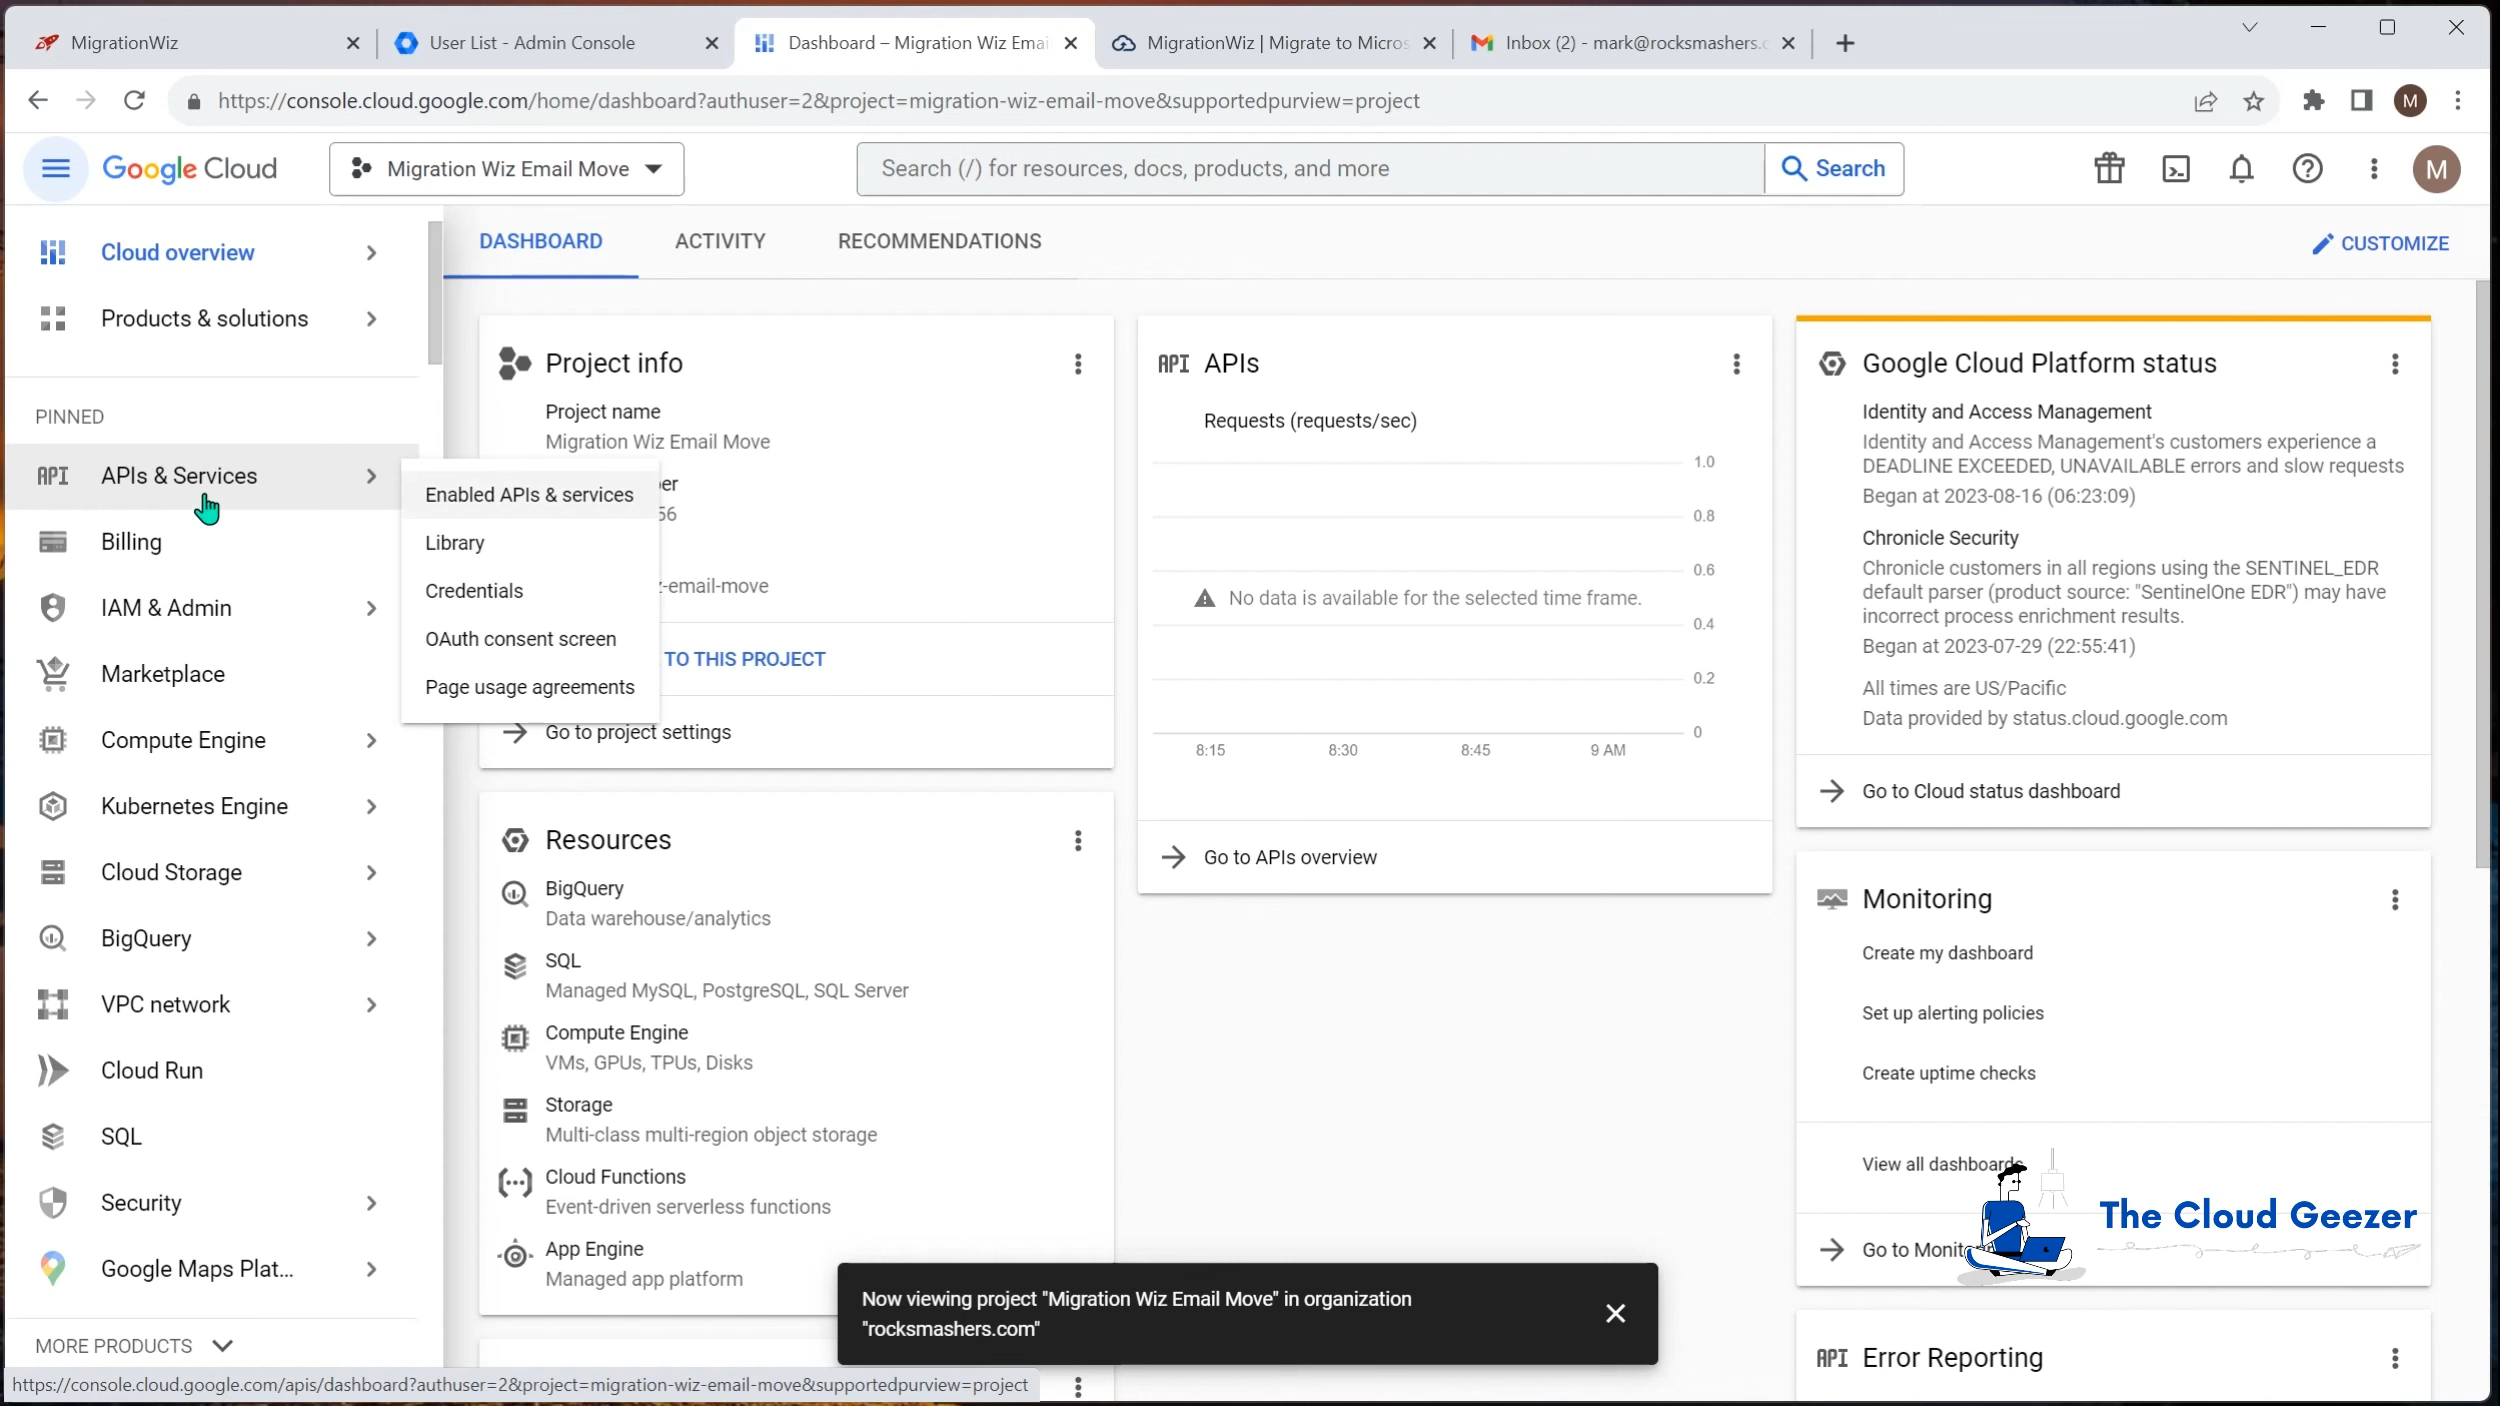 MigrationWiz
User List - Admin Console
Dashboard – Migration Wiz Emai
MigrationWiz | Migrate to Micros
Inbox (2) - mark@rocksmashers.c
https://console.cloud.google.com/home/dashboard?authuser=2&project=migration-wiz-email-move&supportedpurview=project
M
Google Cloud
Migration Wiz Email Move
Search (/) for resources, docs, products, and more
Search
M
Cloud overview
Products & solutions
PINNED
API APIs & Services
Billing
IAM & Admin
Marketplace
Compute Engine
Kubernetes Engine
Cloud Storage
BigQuery
VPC network
Cloud Run
SQL
Security
Google Maps Plat...
MORE PRODUCTS
https://console.cloud.google.com/apis/dashboard?authuser=2&project=migration-wiz-email-move&supportedpurview=project
Enabled APIs & services
Library
Credentials
OAuth consent screen
Page usage agreements
DASHBOARD
ACTIVITY
RECOMMENDATIONS
CUSTOMIZE
Project info
Project name
Migration Wiz Email Move
er
56
z-email-move
TO THIS PROJECT
Go to project settings
Resources
BigQuery
Data warehouse/analytics
SQL
Managed MySQL, PostgreSQL, SQL Server
Compute Engine
VMs, GPUs, TPUs, Disks
Storage
Multi-class multi-region object storage
Cloud Functions
Event-driven serverless functions
App Engine
Managed app platform
API APIs
Requests (requests/sec)
1.0
0.8
0.6
No data is available for the selected time frame.
0.4
0.2
0
8:15 8:30 8:45 9 AM
Go to APIs overview
Google Cloud Platform status
Identity and Access Management
Identity and Access Management's customers experience a
DEADLINE EXCEEDED, UNAVAILABLE errors and slow requests
Began at 2023-08-16 (06:23:09)
Chronicle Security
Chronicle customers in all regions using the SENTINEL_EDR
default parser (product source: "SentinelOne EDR") may have
incorrect process enrichment results.
Began at 2023-07-29 (22:55:41)
All times are US/Pacific
Data provided by status.cloud.google.com
Go to Cloud status dashboard
Monitoring
Create my dashboard
Set up alerting policies
Create uptime checks
View all dashboards
Go to Monit
The Cloud Geezer
API Error Reporting
Now viewing project "Migration Wiz Email Move" in organization
"rocksmashers.com"